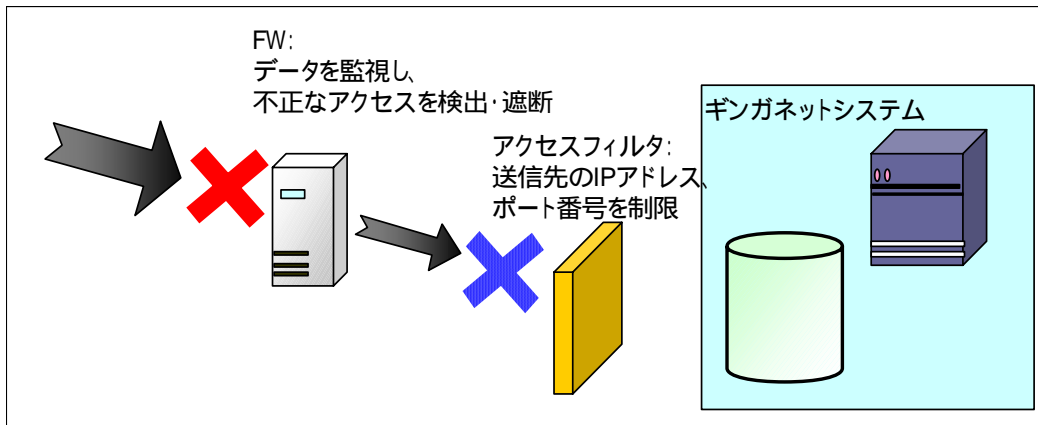 FW:
データを監視し、
不正なアクセスを検出・遮断
アクセスフィルタ:
送信先のIPアドレス、
ポート番号を制限
ギンガネットシステム